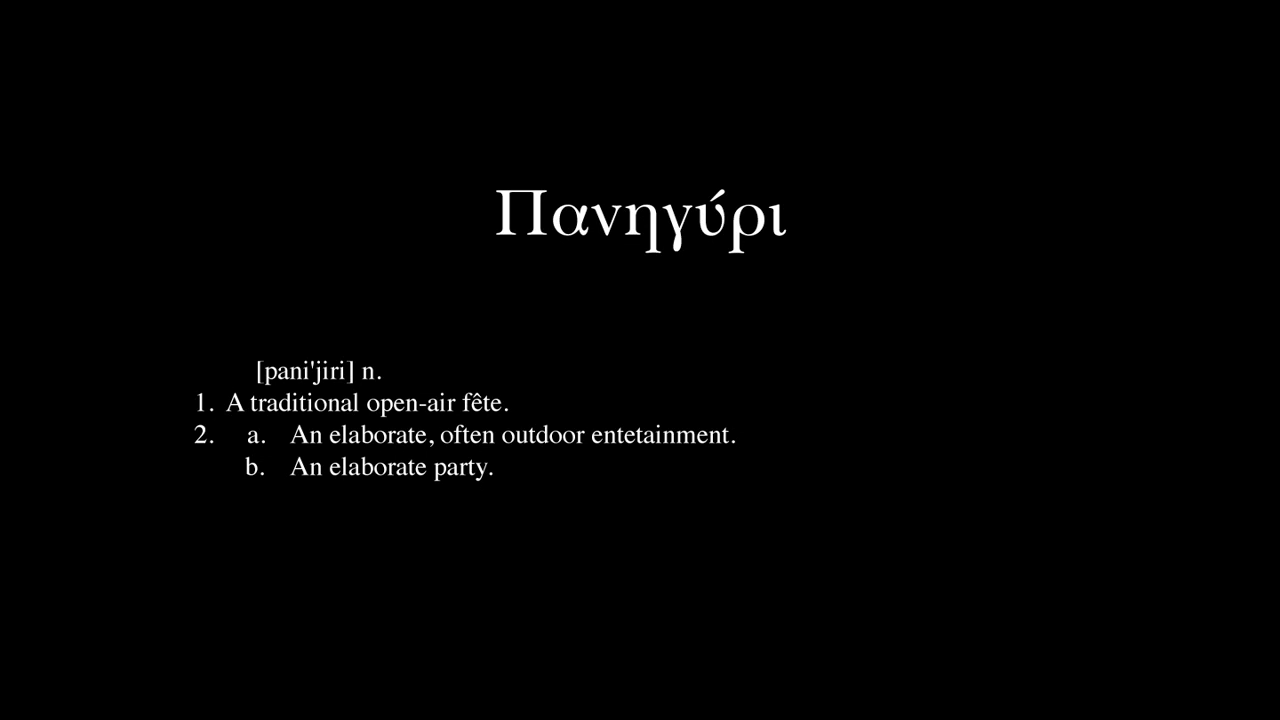 Πανηγύρι
[pani'jiri] n.
1. A traditional open-air fête.
2. a. An elaborate, often outdoor entetainment.
b. An elaborate party.